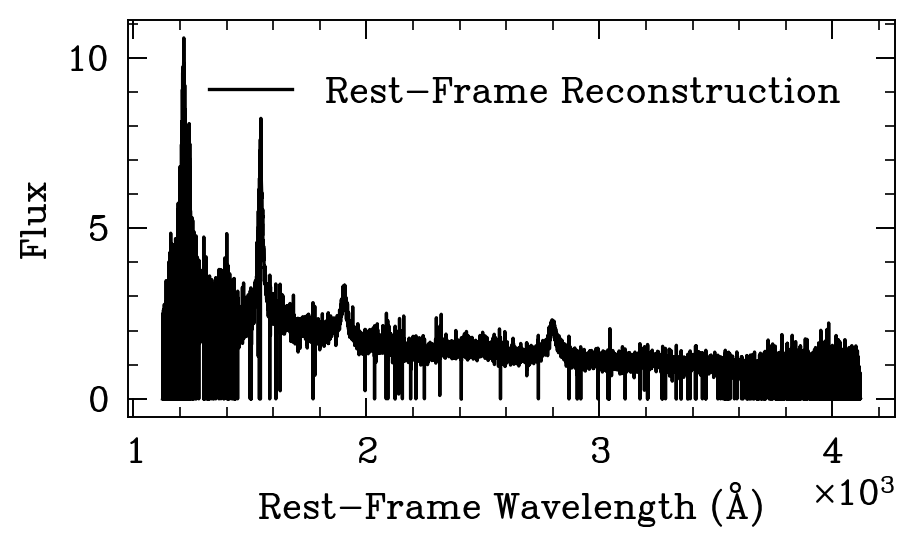 10
5
0
Flux
Rest-Frame Reconstruction
1 2 3 4
×10³
Rest-Frame Wavelength (Å)